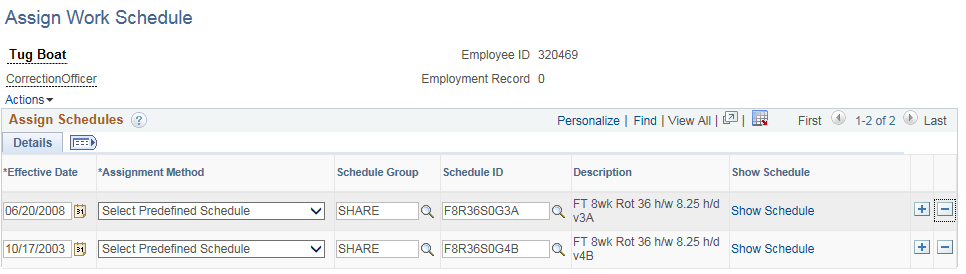 Assign Work Schedule
Tug Boat Employee ID 320469
CorrectionOfficer Employment Record 0
Actions
Assign Schedules ? Personalize | Find | View All | | First 1-2 of 2 Last
Details
*Effective Date *Assignment Method Schedule Group Schedule ID Description Show Schedule
06/20/2008 31 Select Predefined Schedule SHARE F8R36S0G3A FT 8wk Rot 36 h/w 8.25 h/d v3A Show Schedule + −
10/17/2003 31 Select Predefined Schedule SHARE F8R36S0G4B FT 8wk Rot 36 h/w 8.25 h/d v4B Show Schedule + −